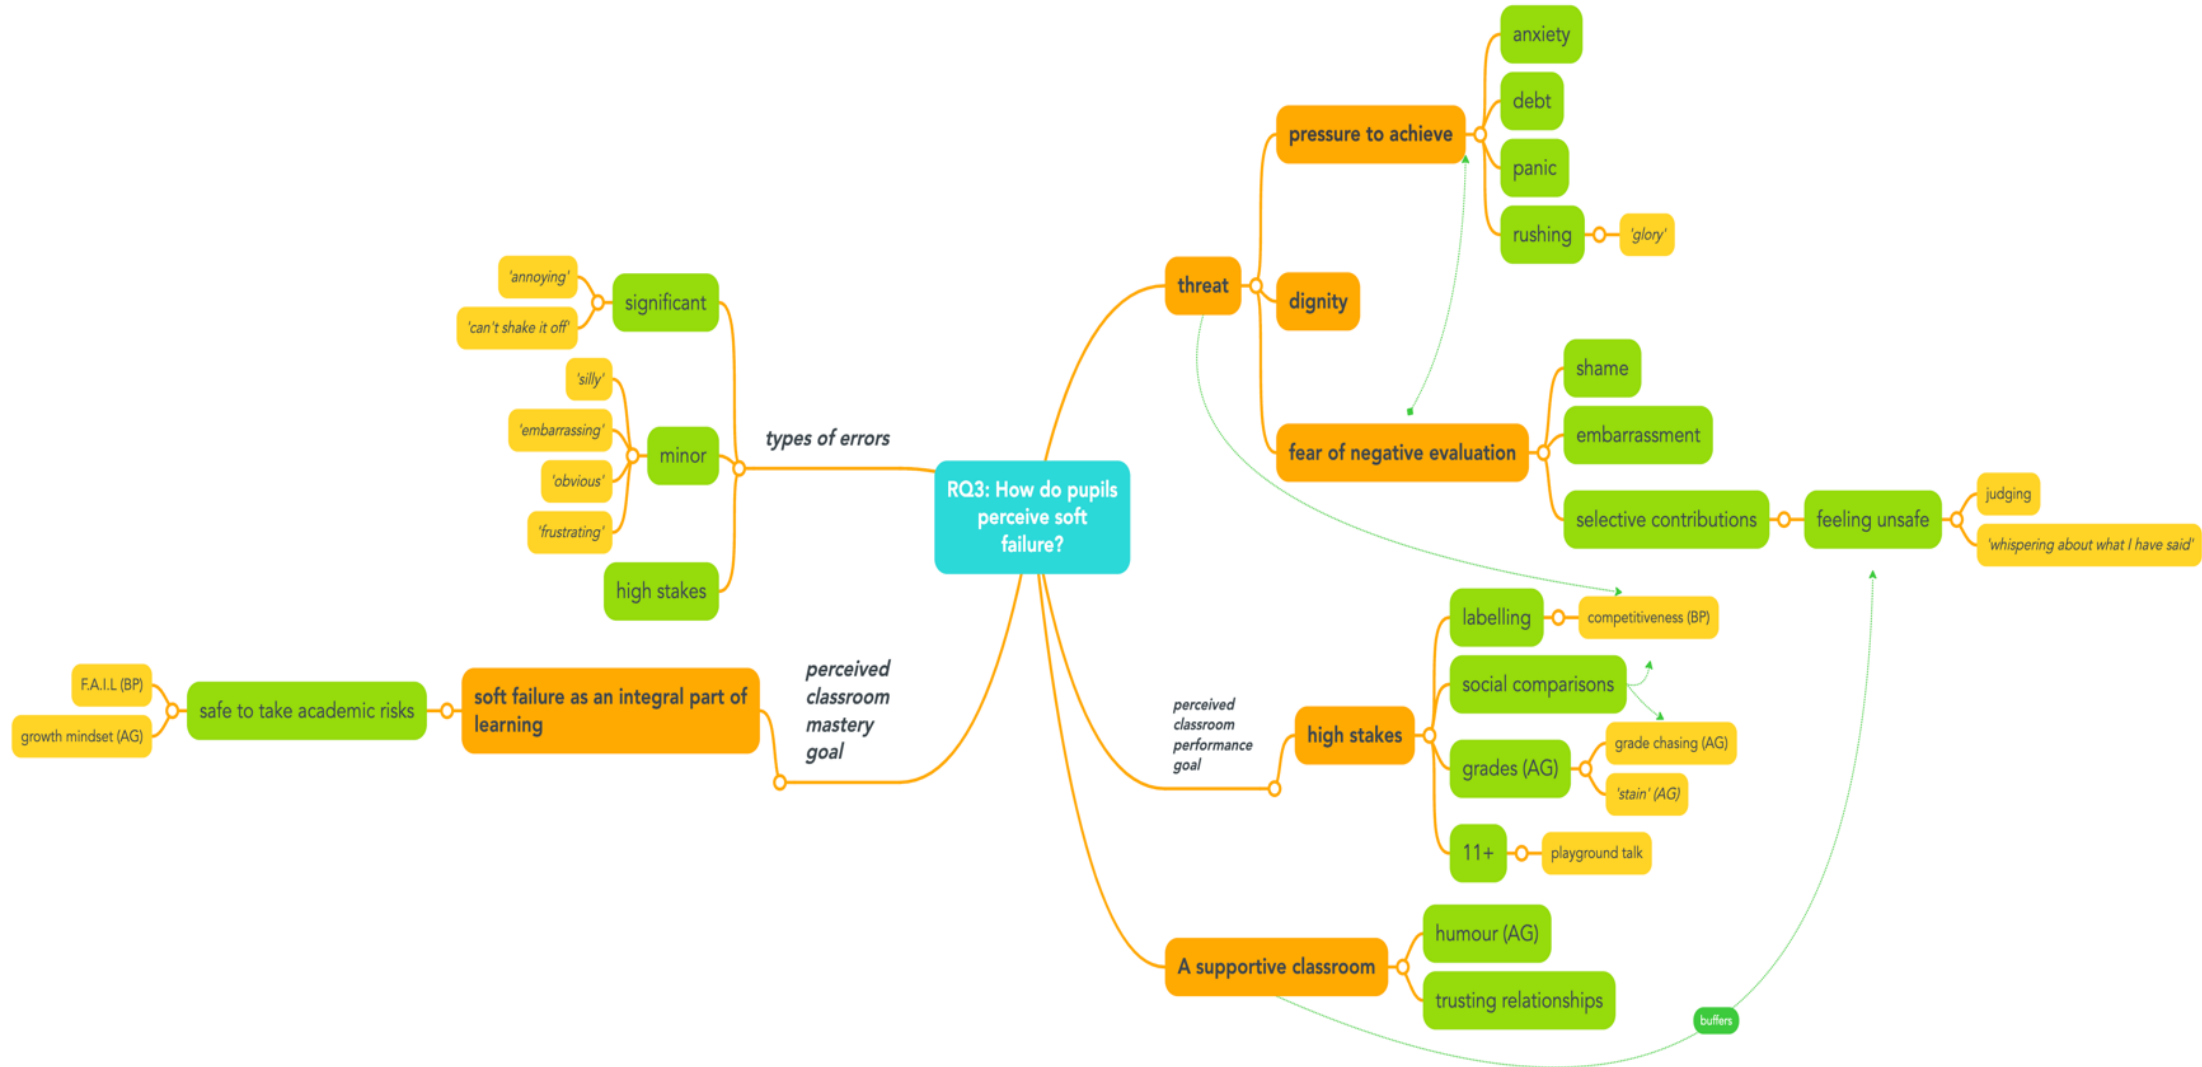 RQ3: How do pupils
perceive soft
failure?
threat
pressure to achieve
anxiety
debt
panic
rushing
'glory'
dignity
fear of negative evaluation
shame
embarrassment
selective contributions
feeling unsafe
judging
'whispering about what I have said'
perceived
classroom
performance
goal
high stakes
labelling
competitiveness (BP)
social comparisons
grades (AG)
grade chasing (AG)
'stain' (AG)
11+
playground talk
A supportive classroom
humour (AG)
trusting relationships
buffers
types of errors
significant
'annoying'
'can't shake it off'
minor
'silly'
'embarrassing'
'obvious'
'frustrating'
high stakes
perceived
classroom
mastery
goal
soft failure as an integral part of
learning
safe to take academic risks
F.A.I.L (BP)
growth mindset (AG)